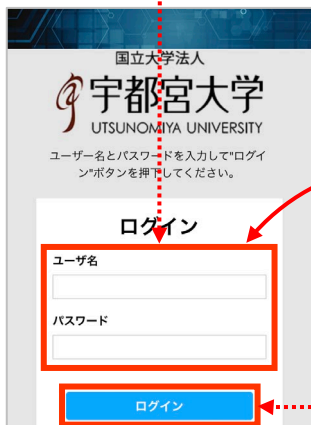 国立大学法人
宇都宮大学
UTSUNOMIYA UNIVERSITY
ユーザー名とパスワードを入力して"ログイ
ン"ボタンを押下してください。
ログイン
ユーザ名
パスワード
ログイン